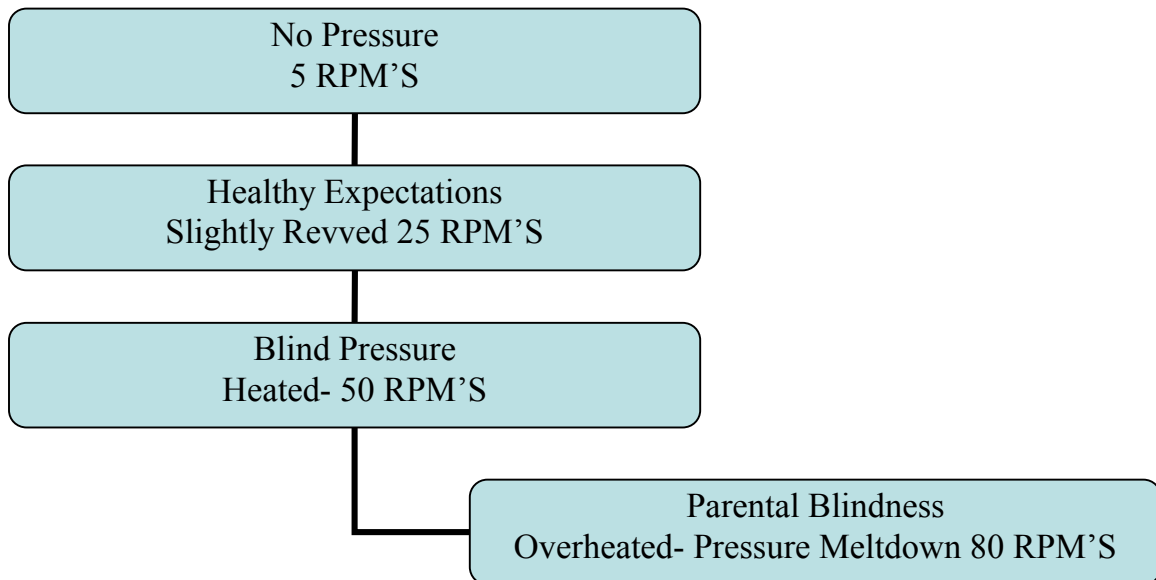 No Pressure
5 RPM’S
Healthy Expectations
Slightly Revved 25 RPM’S
Blind Pressure
Heated- 50 RPM’S
Parental Blindness
Overheated- Pressure Meltdown 80 RPM’S